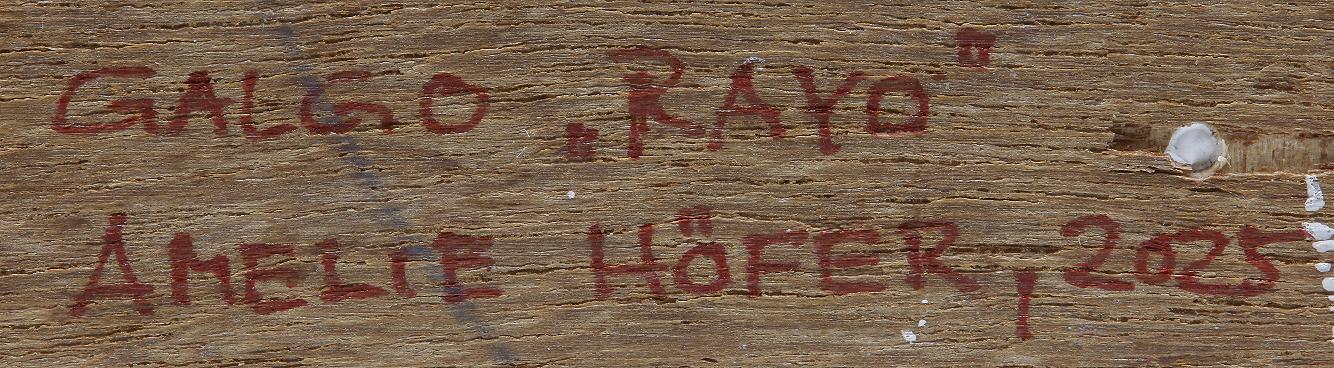 GALGO „RAYO"
AMELIE HÖFER, 2025